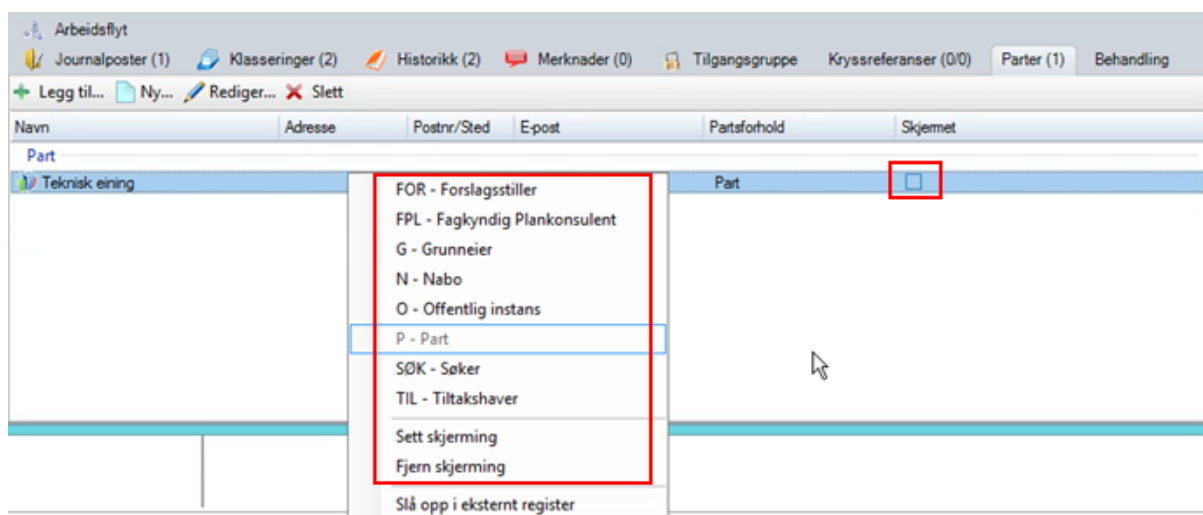 Arbeidsflyt
Journalposter (1) Klasseringer (2) Historikk (2) Merknader (0) Tilgangsgruppe Kryssreferanser (0/0) Parter (1) Behandling
Legg til... Ny... Rediger... Slett
Navn Adresse Postnr/Sted E-post Partsforhold Skjermet
Part
Teknisk eining Part
FOR - Forslagsstiller
FPL - Fagkyndig Plankonsulent
G - Grunneier
N - Nabo
O - Offentlig instans
P - Part
SØK - Søker
TIL - Tiltakshaver
Sett skjerming
Fjern skjerming
Slå opp i eksternt register